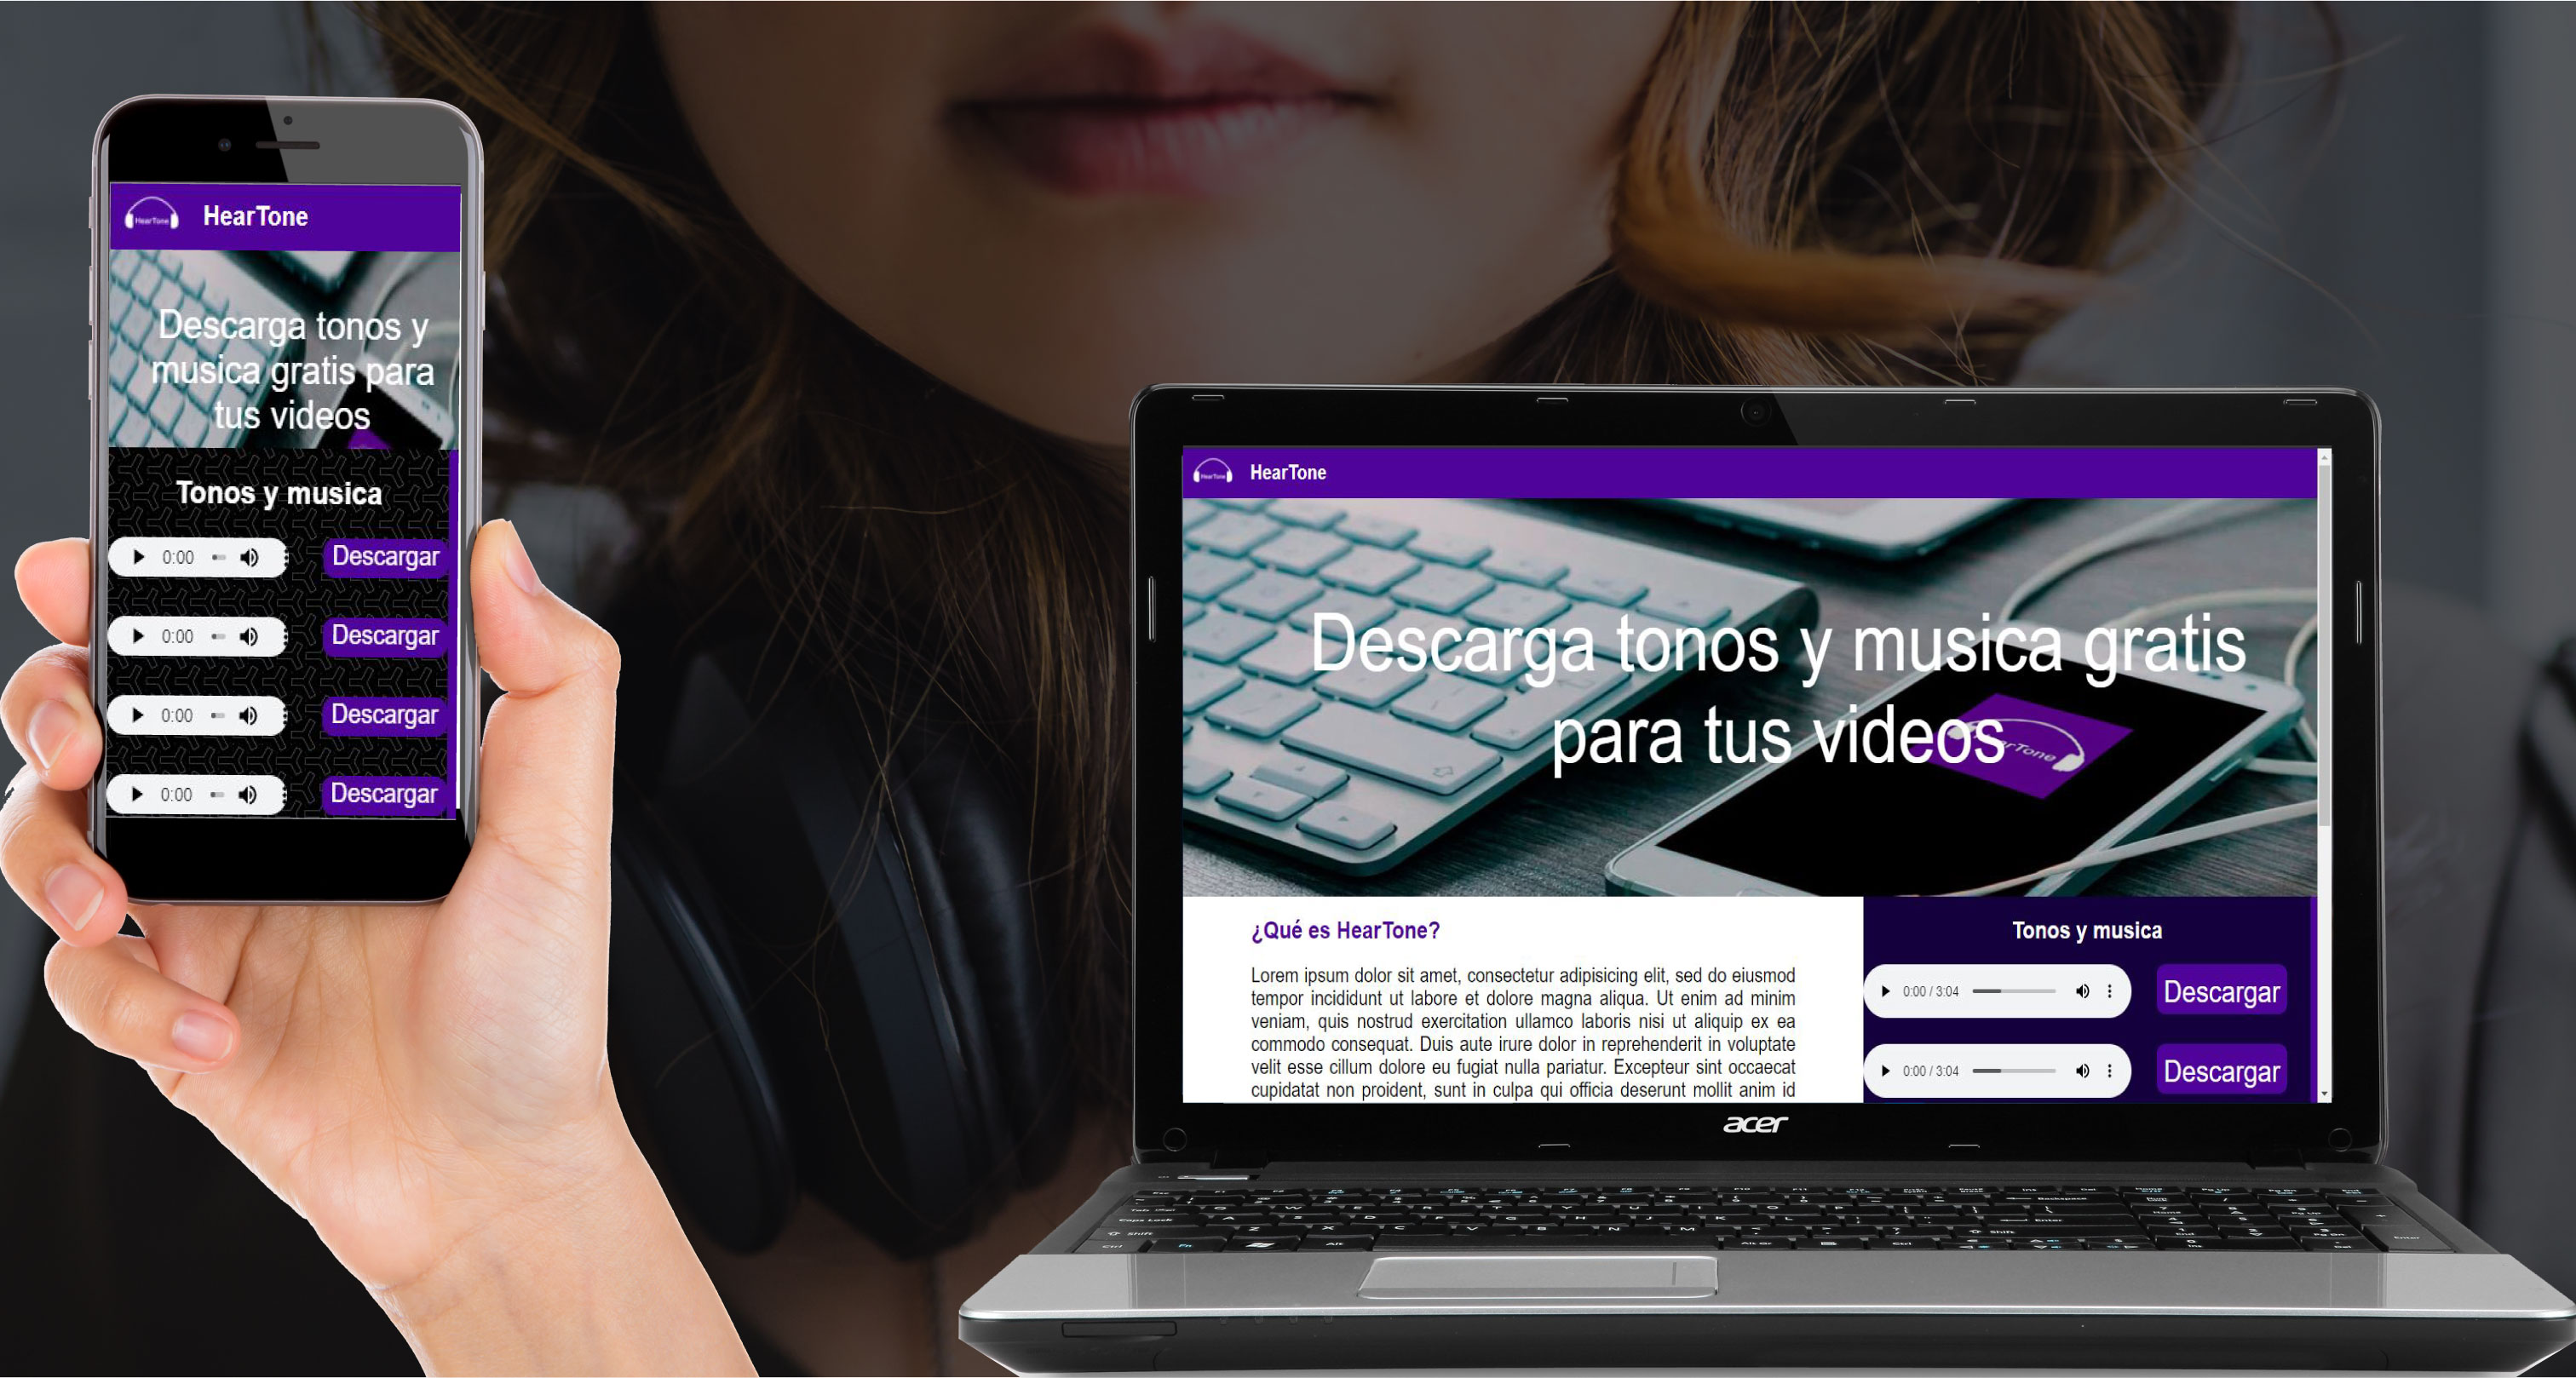 HearTone
HearTone
Descarga tonos y
musica gratis para
tus videos
Tonos y musica
0:00
Descargar
0:00
Descargar
0:00
Descargar
0:00
Descargar
HearTone
HearTone
Descarga tonos y musica gratis
para tus videos
¿Qué es HearTone?
Lorem ipsum dolor sit amet, consectetur adipisicing elit, sed do eiusmod
tempor incididunt ut labore et dolore magna aliqua. Ut enim ad minim
veniam, quis nostrud exercitation ullamco laboris nisi ut aliquip ex ea
commodo consequat. Duis aute irure dolor in reprehenderit in voluptate
velit esse cillum dolore eu fugiat nulla pariatur. Excepteur sint occaecat
cupidatat non proident, sunt in culpa qui officia deserunt mollit anim id
Tonos y musica
0:00 / 3:04
Descargar
0:00 / 3:04
Descargar
acer